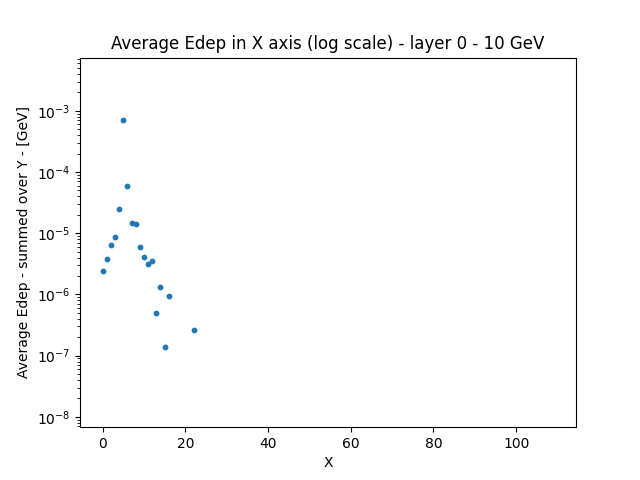 Average Edep in X axis (log scale) - layer 0 - 10 GeV
Average Edep - summed over Y - [GeV]
10⁻³
10⁻⁴
10⁻⁵
10⁻⁶
10⁻⁷
10⁻⁸
0 20 40 60 80 100
X